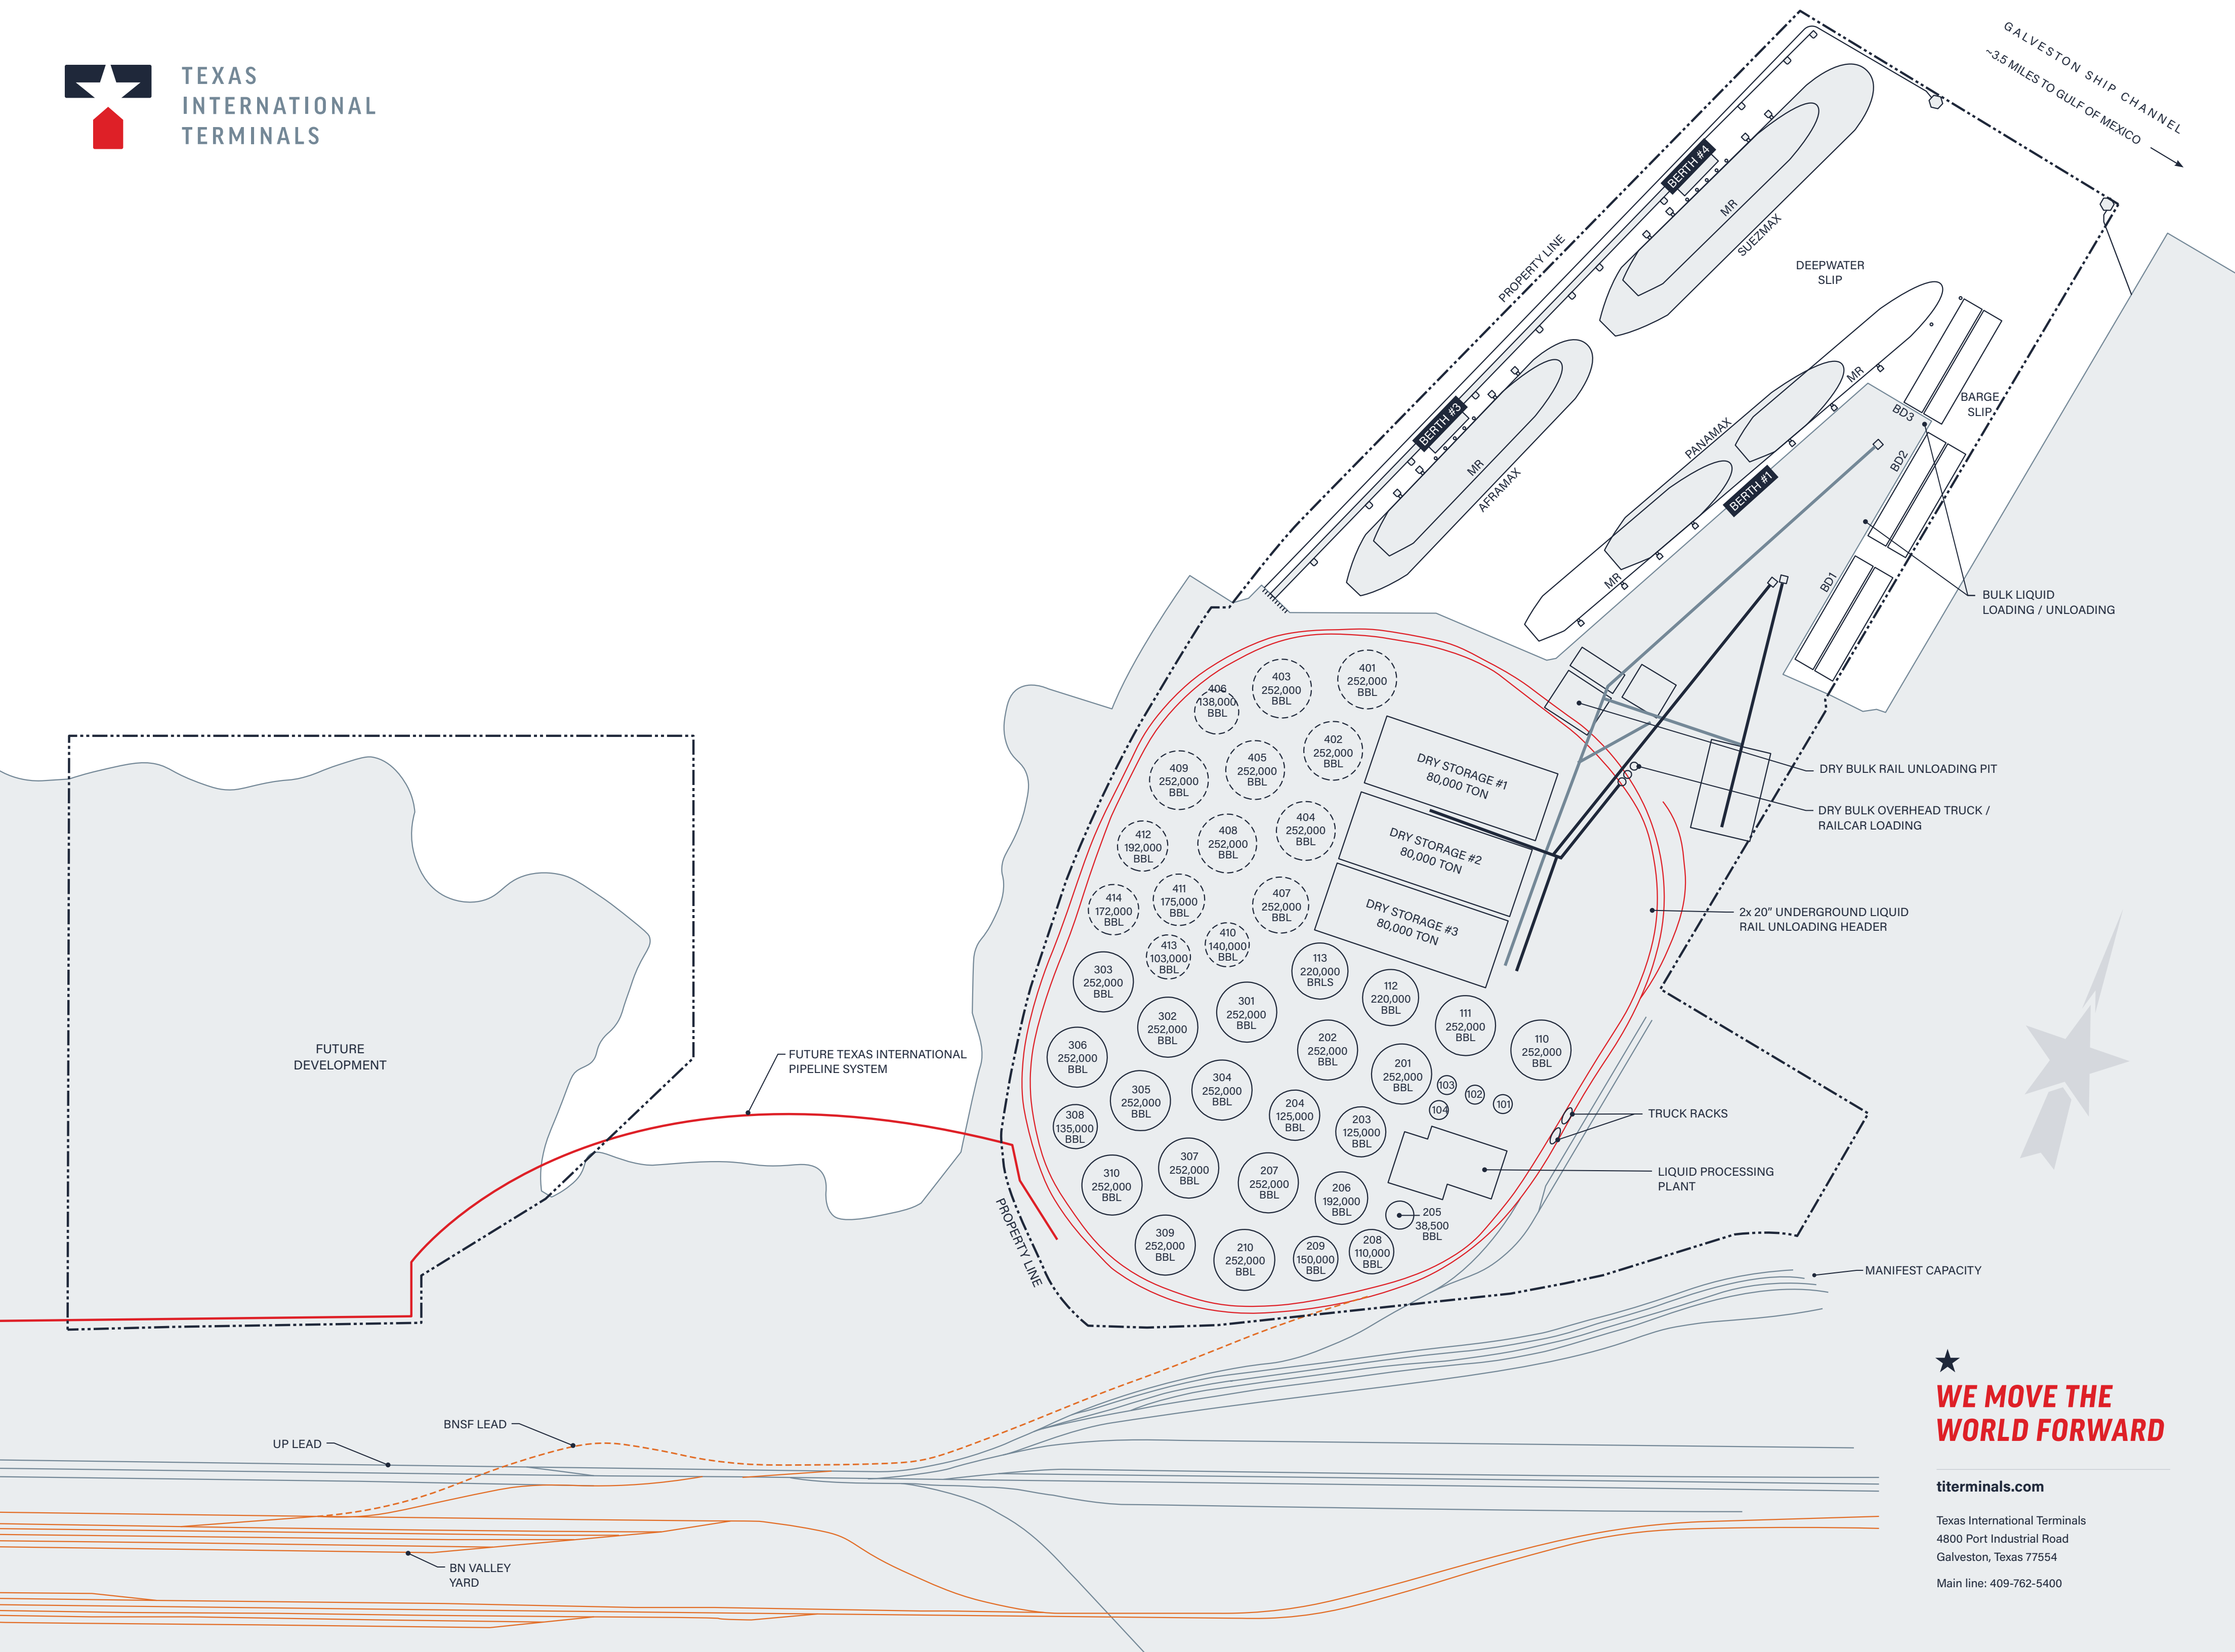 TEXAS
INTERNATIONAL
TERMINALS
GALVESTON SHIP CHANNEL
~3.5 MILES TO GULF OF MEXICO
PROPERTY LINE
BERTH #4
MR
SUEZMAX
DEEPWATER
SLIP
BERTH #3
MR
AFRAMAX
PANAMAX
MR
MR
BERTH #1
BARGE
SLIP
BD3
BD2
BD1
BULK LIQUID
LOADING / UNLOADING
DRY BULK RAIL UNLOADING PIT
DRY BULK OVERHEAD TRUCK /
RAILCAR LOADING
2x 20" UNDERGROUND LIQUID
RAIL UNLOADING HEADER
TRUCK RACKS
LIQUID PROCESSING
PLANT
MANIFEST CAPACITY
401
252,000
BBL
403
252,000
BBL
406
138,000
BBL
402
252,000
BBL
405
252,000
BBL
409
252,000
BBL
404
252,000
BBL
408
252,000
BBL
412
192,000
BBL
407
252,000
BBL
411
175,000
BBL
414
172,000
BBL
410
140,000
BBL
413
103,000
BBL
DRY STORAGE #1
80,000 TON
DRY STORAGE #2
80,000 TON
DRY STORAGE #3
80,000 TON
303
252,000
BBL
113
220,000
BRLS
112
220,000
BBL
111
252,000
BBL
110
252,000
BBL
302
252,000
BBL
301
252,000
BBL
202
252,000
BBL
201
252,000
BBL
306
252,000
BBL
305
252,000
BBL
304
252,000
BBL
204
125,000
BBL
203
125,000
BBL
103
102
101
104
308
135,000
BBL
310
252,000
BBL
307
252,000
BBL
207
252,000
BBL
206
192,000
BBL
205
38,500
BBL
309
252,000
BBL
210
252,000
BBL
209
150,000
BBL
208
110,000
BBL
PROPERTY LINE
FUTURE
DEVELOPMENT
FUTURE TEXAS INTERNATIONAL
PIPELINE SYSTEM
BNSF LEAD
UP LEAD
BN VALLEY
YARD
WE MOVE THE
WORLD FORWARD
titerminals.com
Texas International Terminals
4800 Port Industrial Road
Galveston, Texas 77554
Main line: 409-762-5400